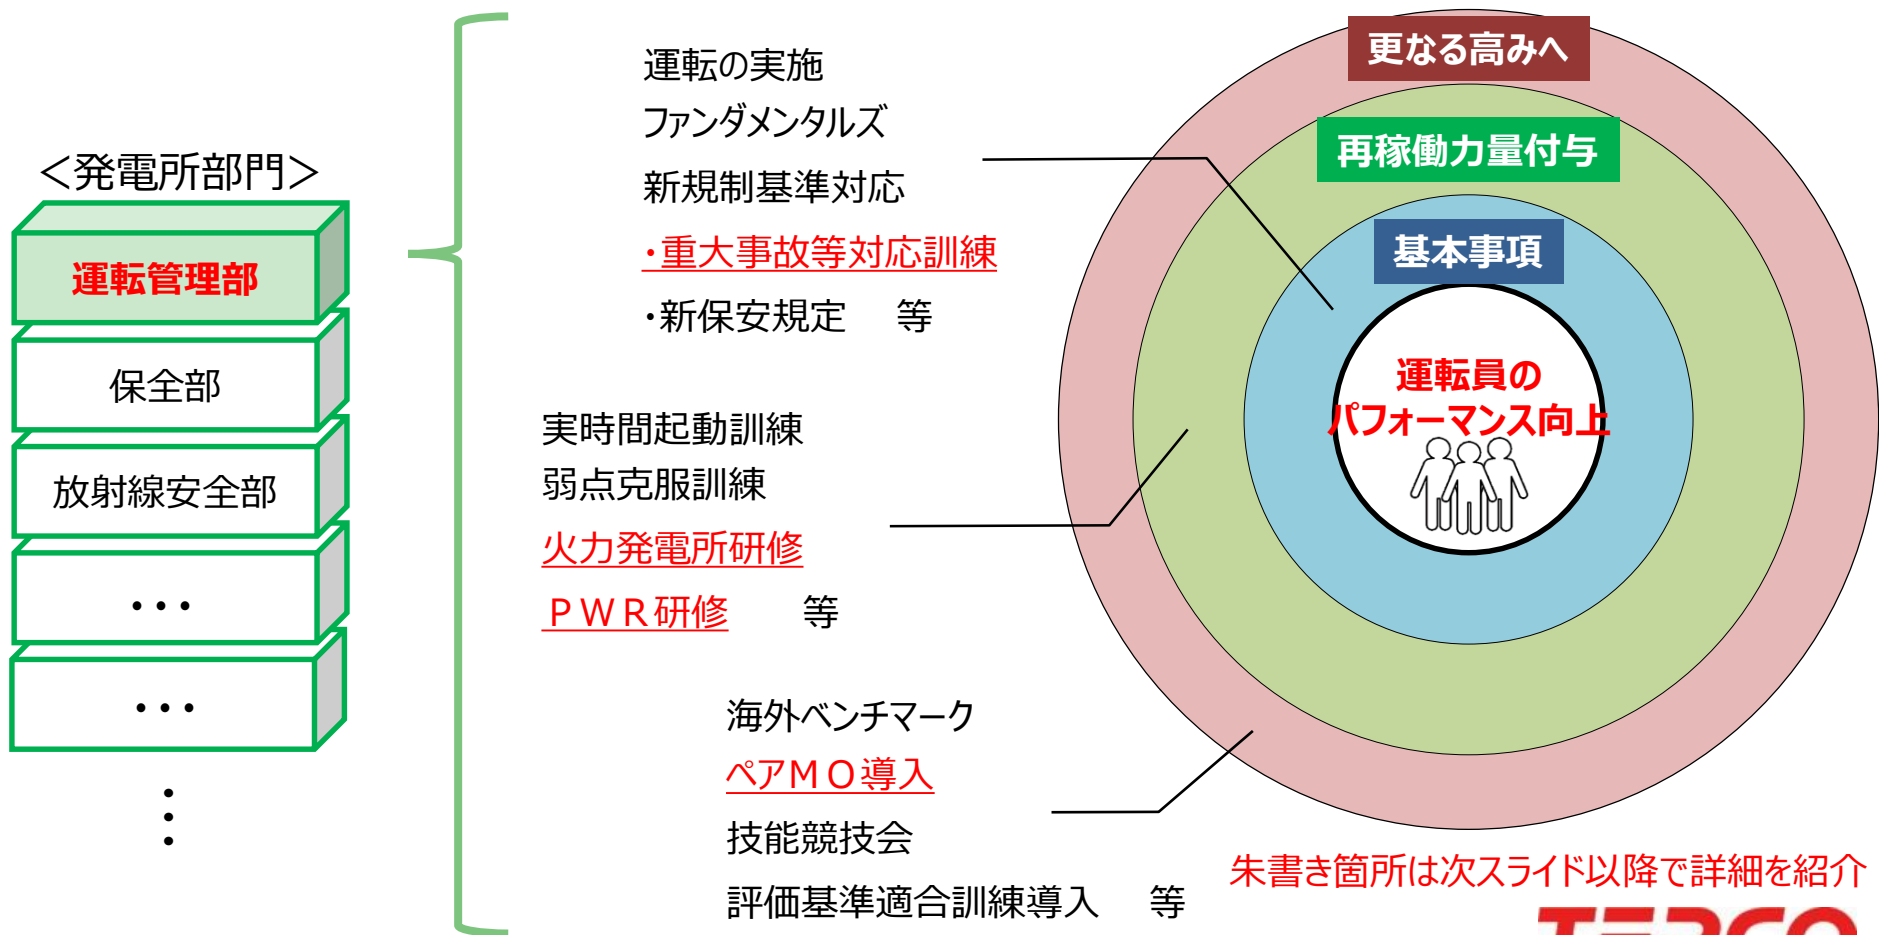 ＜発電所部門＞
運転管理部
保全部
放射線安全部
・・・
・・・
運転の実施
ファンダメンタルズ
新規制基準対応
・重大事故等対応訓練
・新保安規定　等
実時間起動訓練
弱点克服訓練
火力発電所研修
ＰＷＲ研修　　等
海外ベンチマーク
ペアＭＯ導入
技能競技会
評価基準適合訓練導入　等
更なる高みへ
再稼働力量付与
基本事項
運転員の
パフォーマンス向上
朱書き箇所は次スライド以降で詳細を紹介
TEPCO